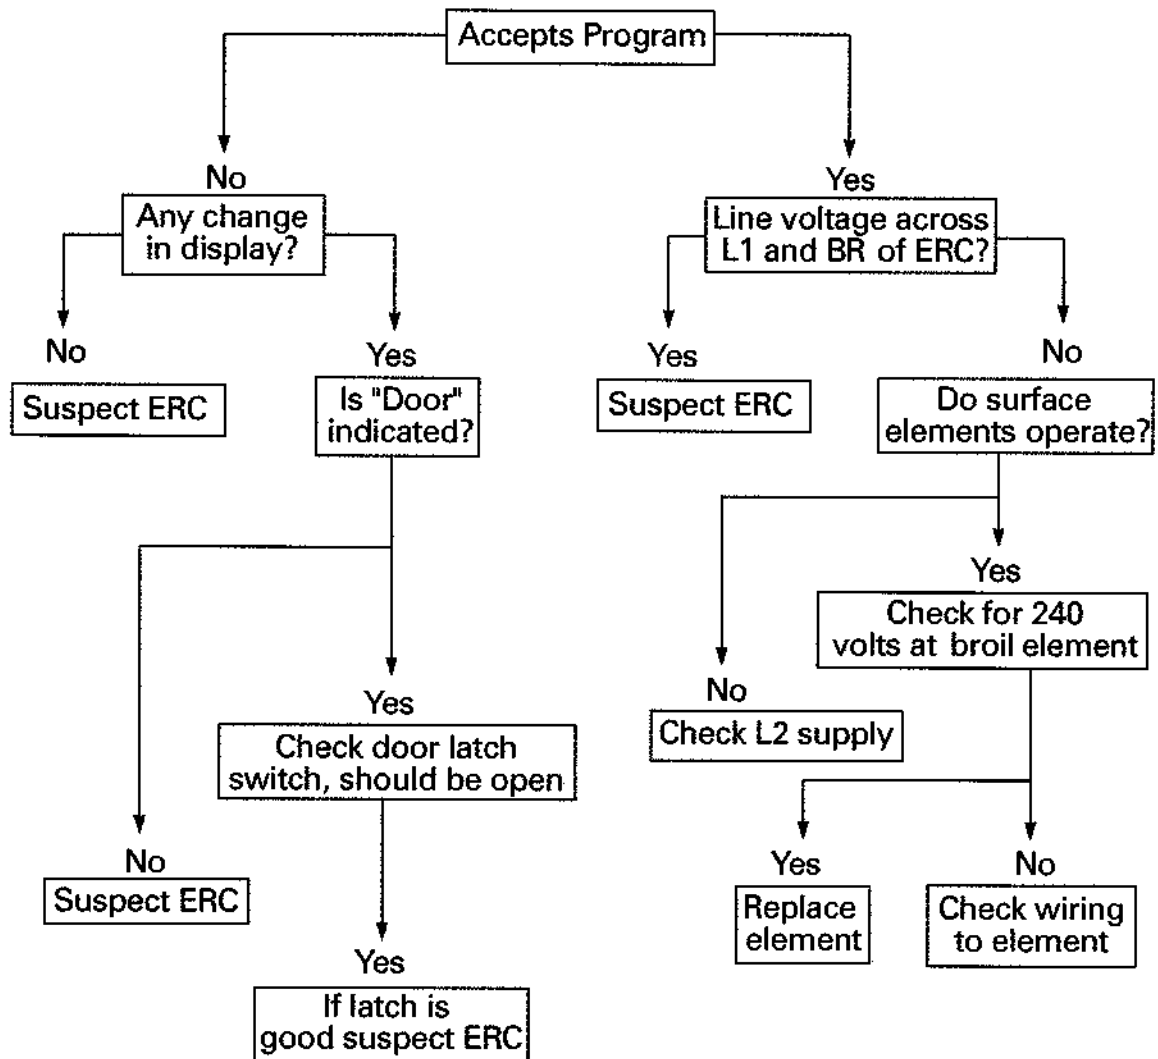 Accepts Program
No
Yes
Any change
in display?
Line voltage across
L1 and BR of ERC?
No
Yes
Yes
No
Suspect ERC
Is "Door"
indicated?
Suspect ERC
Do surface
elements operate?
Yes
Check for 240
volts at broil element
Yes
No
Check door latch
switch, should be open
Check L2 supply
No
Suspect ERC
Yes
No
Replace
element
Check wiring
to element
Yes
If latch is
good suspect ERC